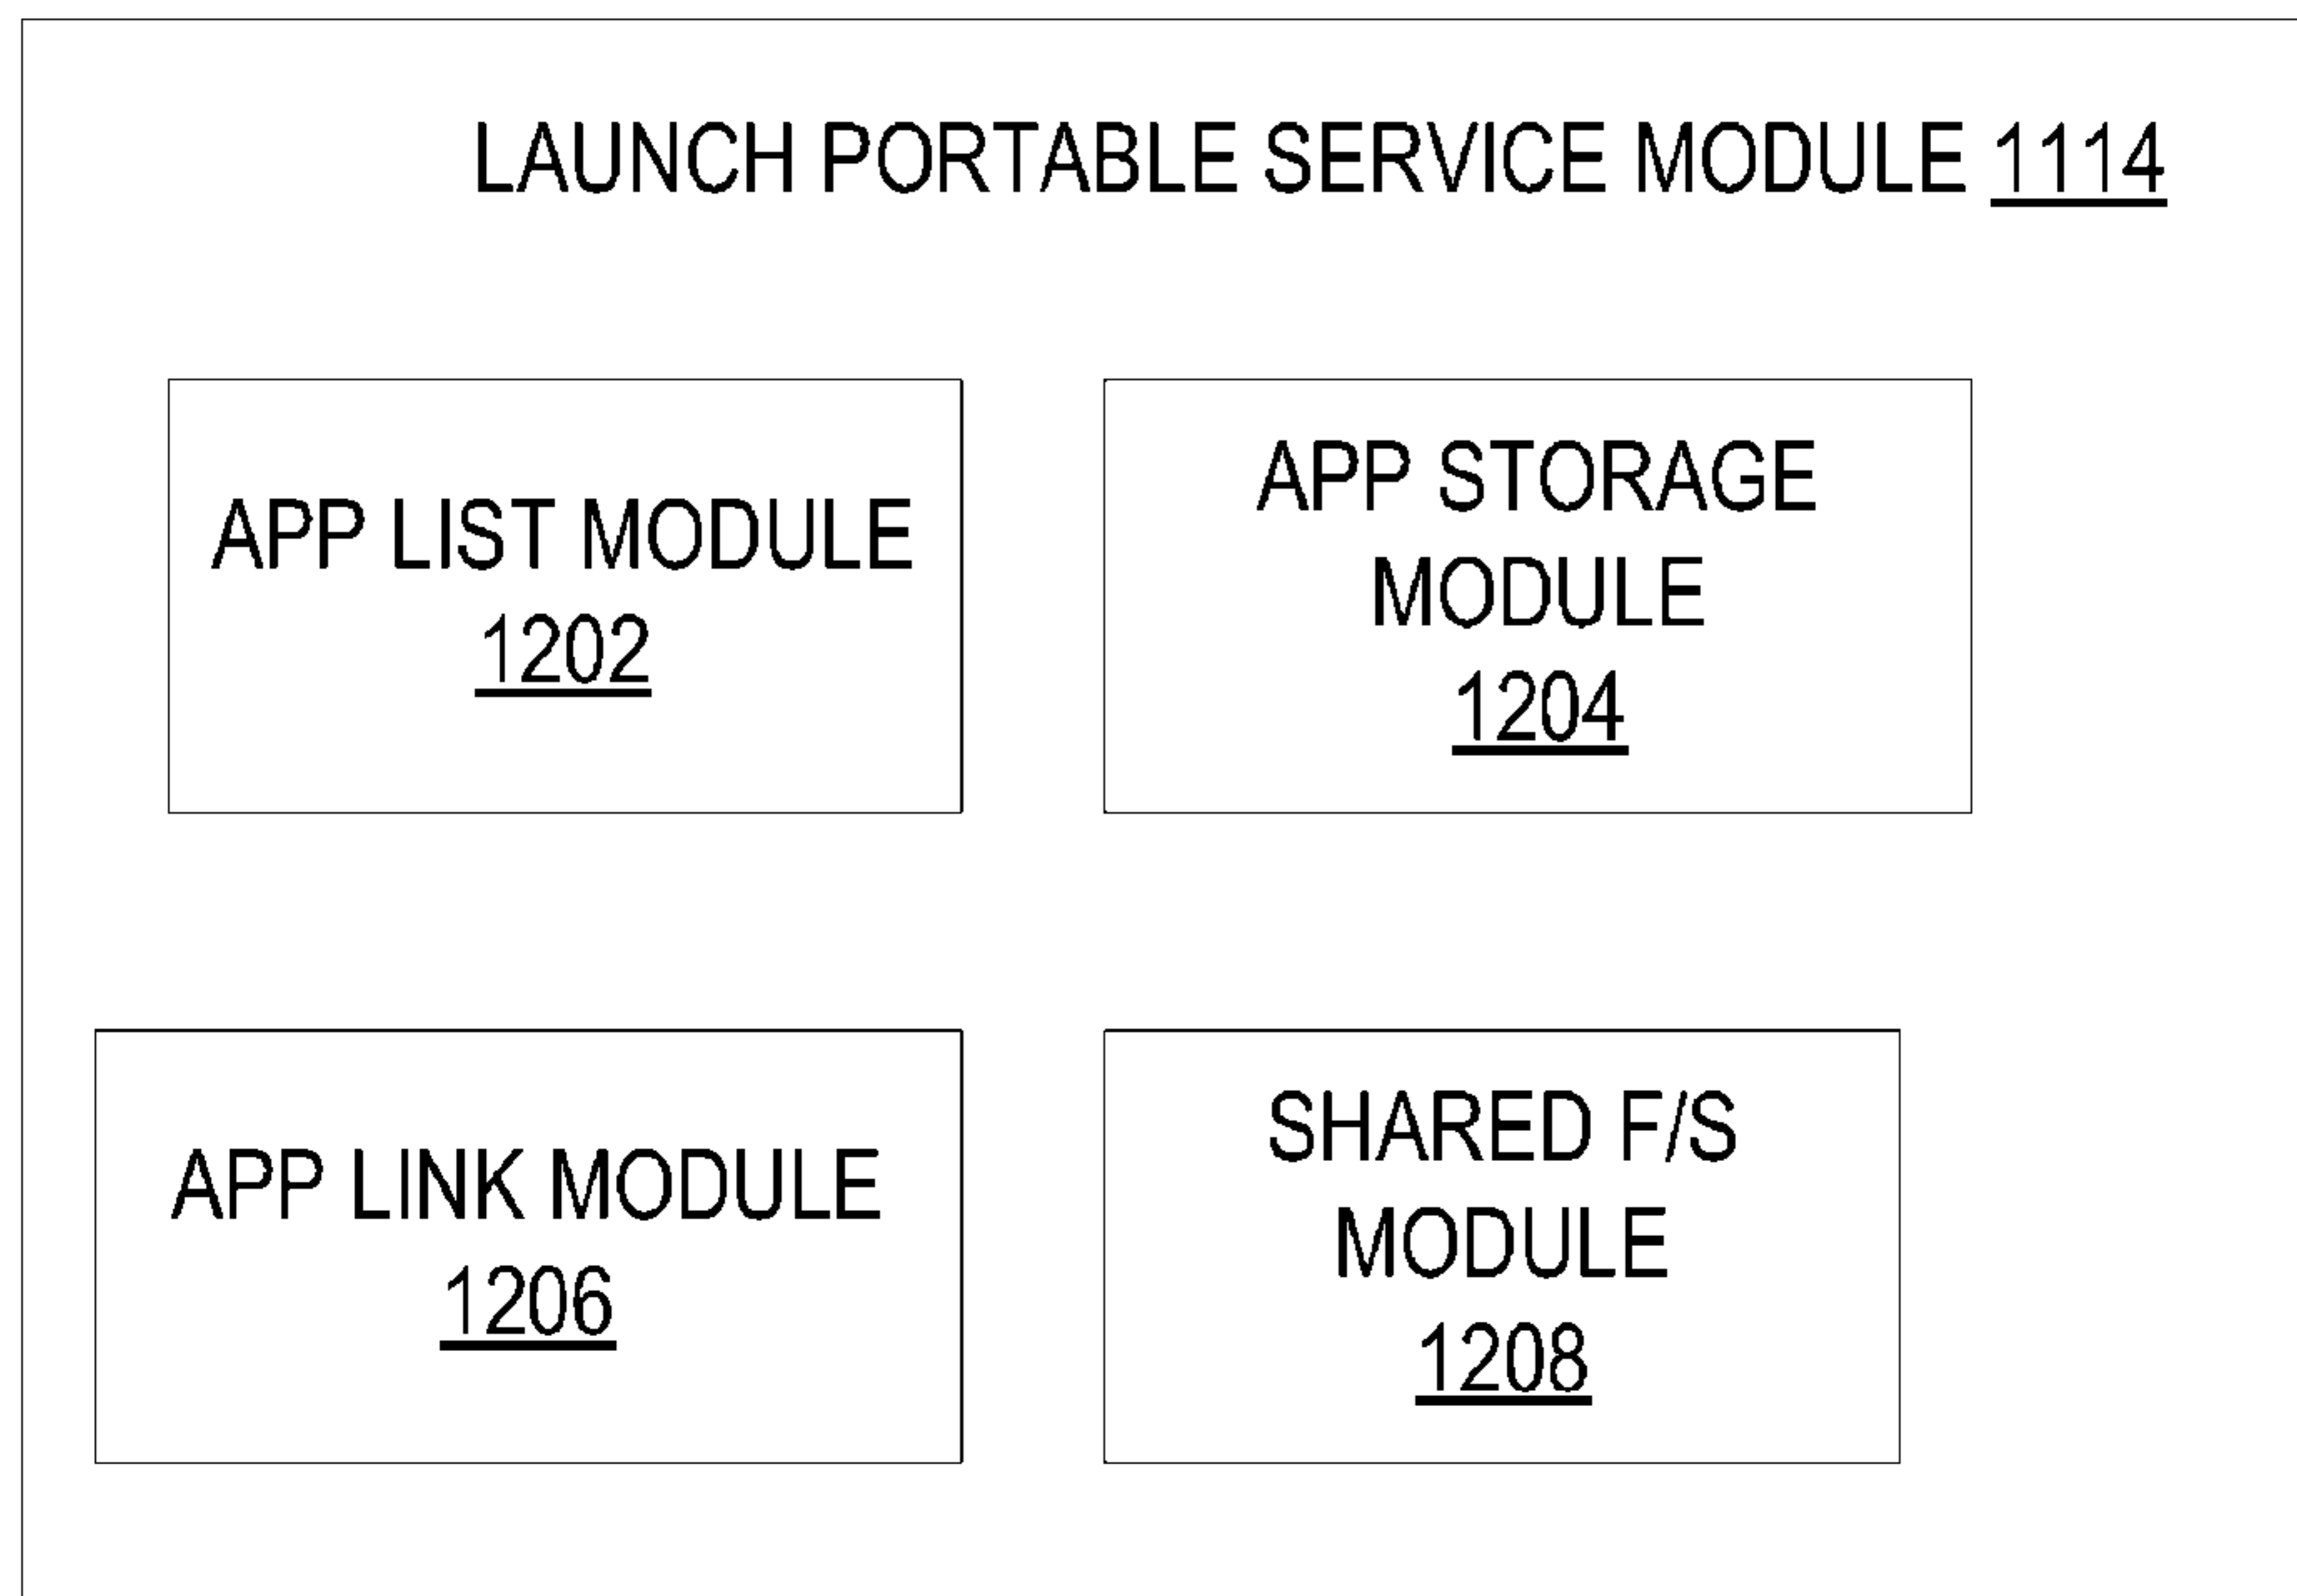 LAUNCH PORTABLE SERVICE MODULE 1114
APP LIST MODULE
1202
APP STORAGE
MODULE
1204
APP LINK MODULE
1206
SHARED F/S
MODULE
1208